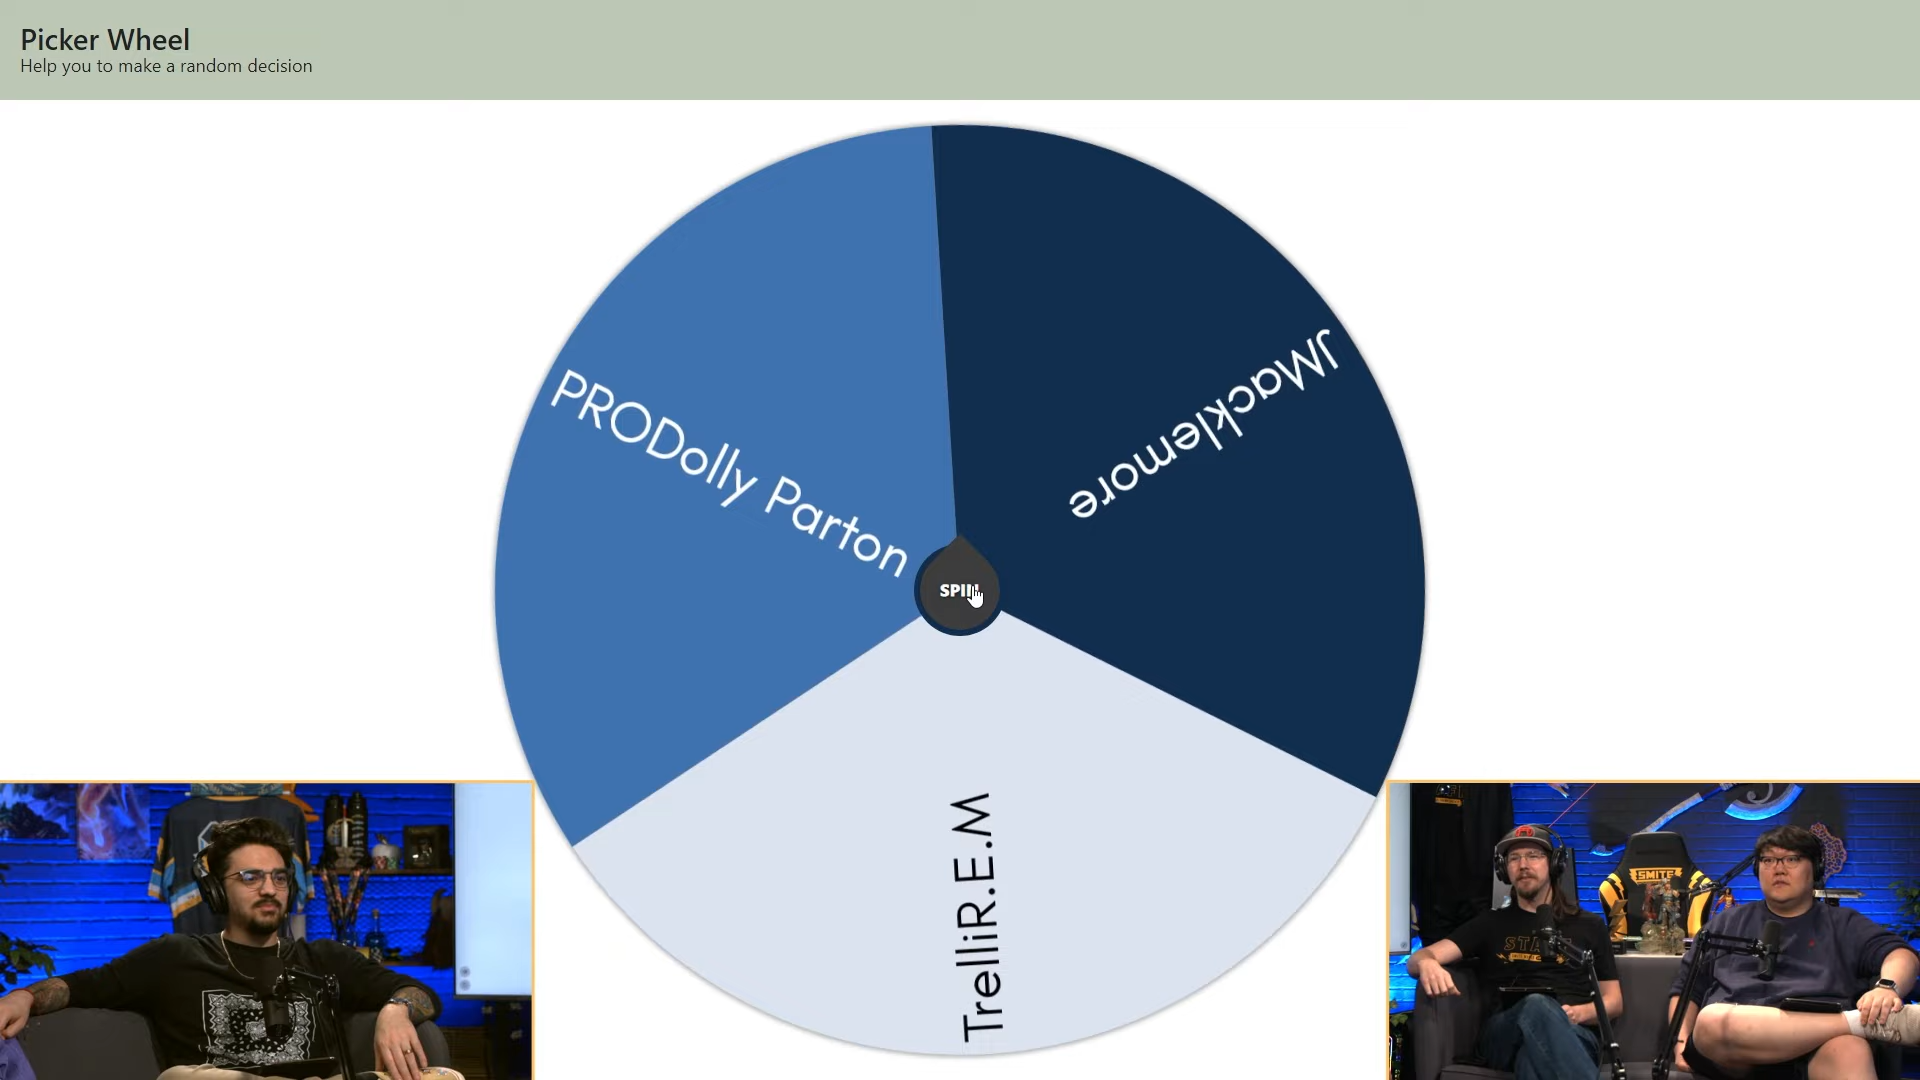 Picker Wheel
Help you to make a random decision
PRODolly Parton
JMacklemore
SPIN
TrelliR.E.M
SMITE